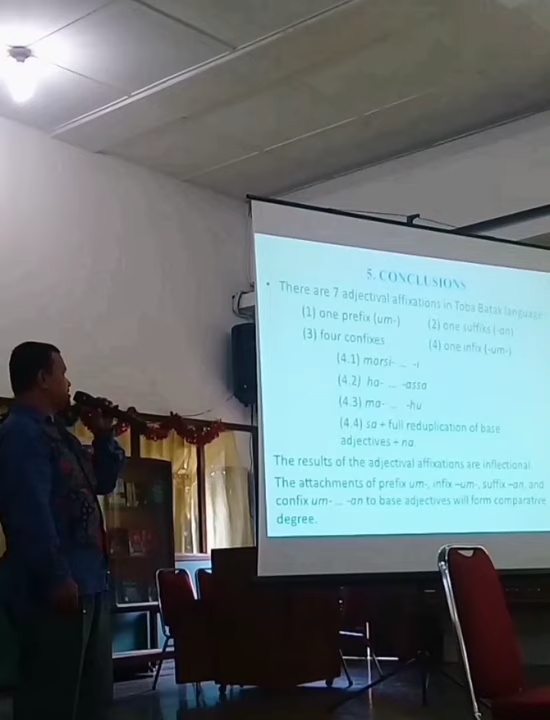 5. CONCLUSIONS
• There are 7 adjectival affixations in Toba Batak language
(1) one prefix (um-) (2) one suffiks (-an)
(3) four confixes (4) one infix (-um-)
(4.1) marsi- ... -i
(4.2) ha- ... -assa
(4.3) ma- ... -hu
(4.4) sa + full reduplication of base
adjectives + na.
The results of the adjectival affixations are inflectional.
The attachments of prefix um-, infix –um-, suffix –an, and
confix um- ... -an to base adjectives will form comparative
degree.